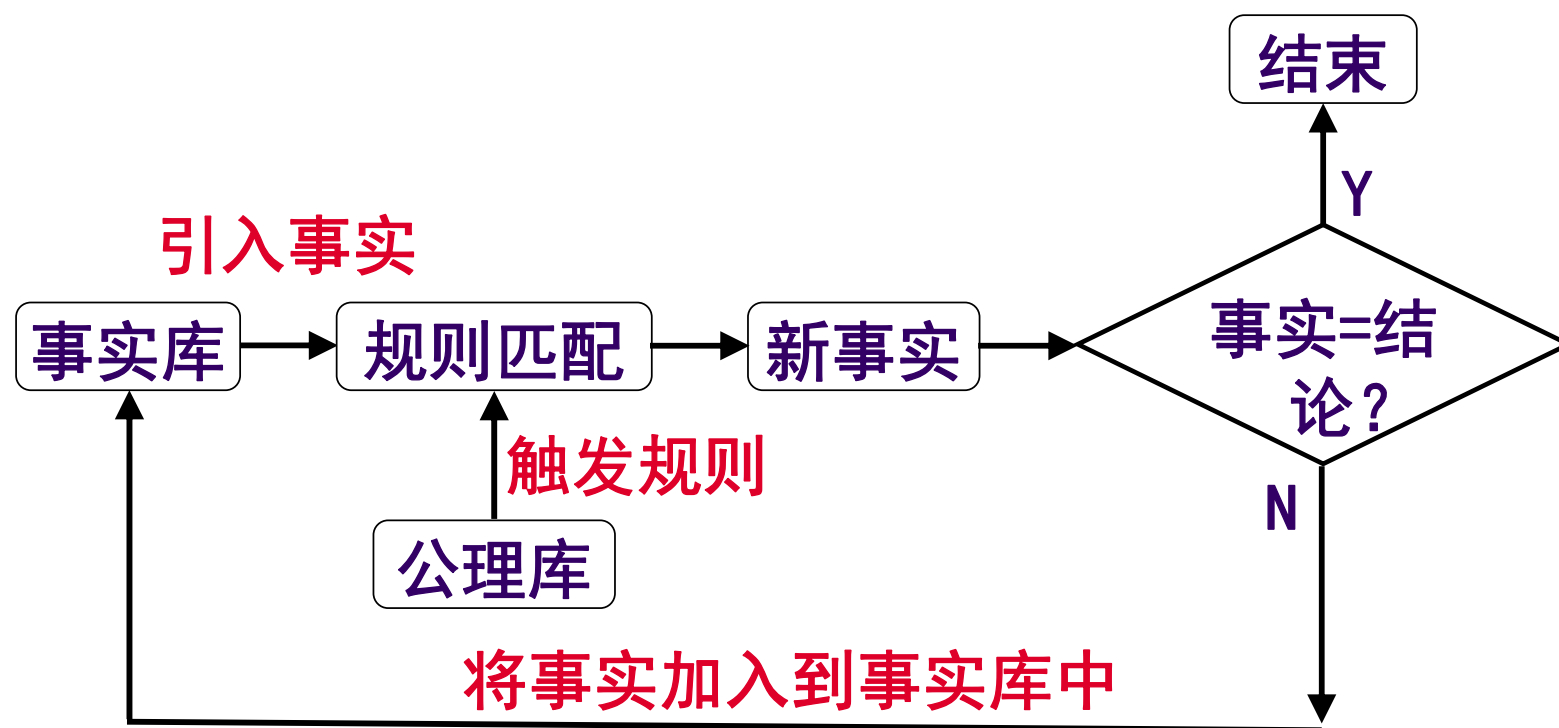 结束
Y
引入事实
事实库
规则匹配
新事实
事实=结
论?
触发规则
N
公理库
将事实加入到事实库中